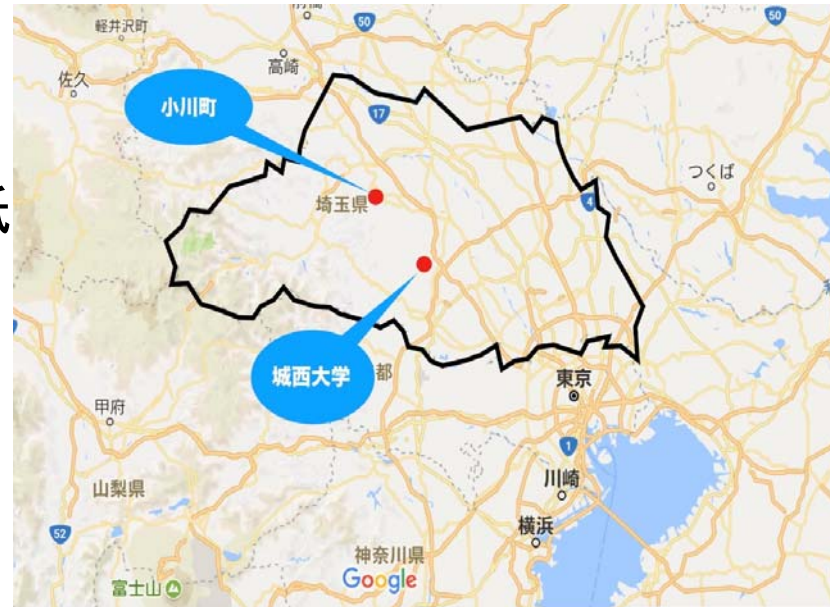 軽井沢町
50
50
高崎
佐久
小川町
17
つくば
紙
埼玉県
4
城西大学
都
東京
甲府
1
川崎
山梨県
横浜
52
神奈川県
Google
富士山